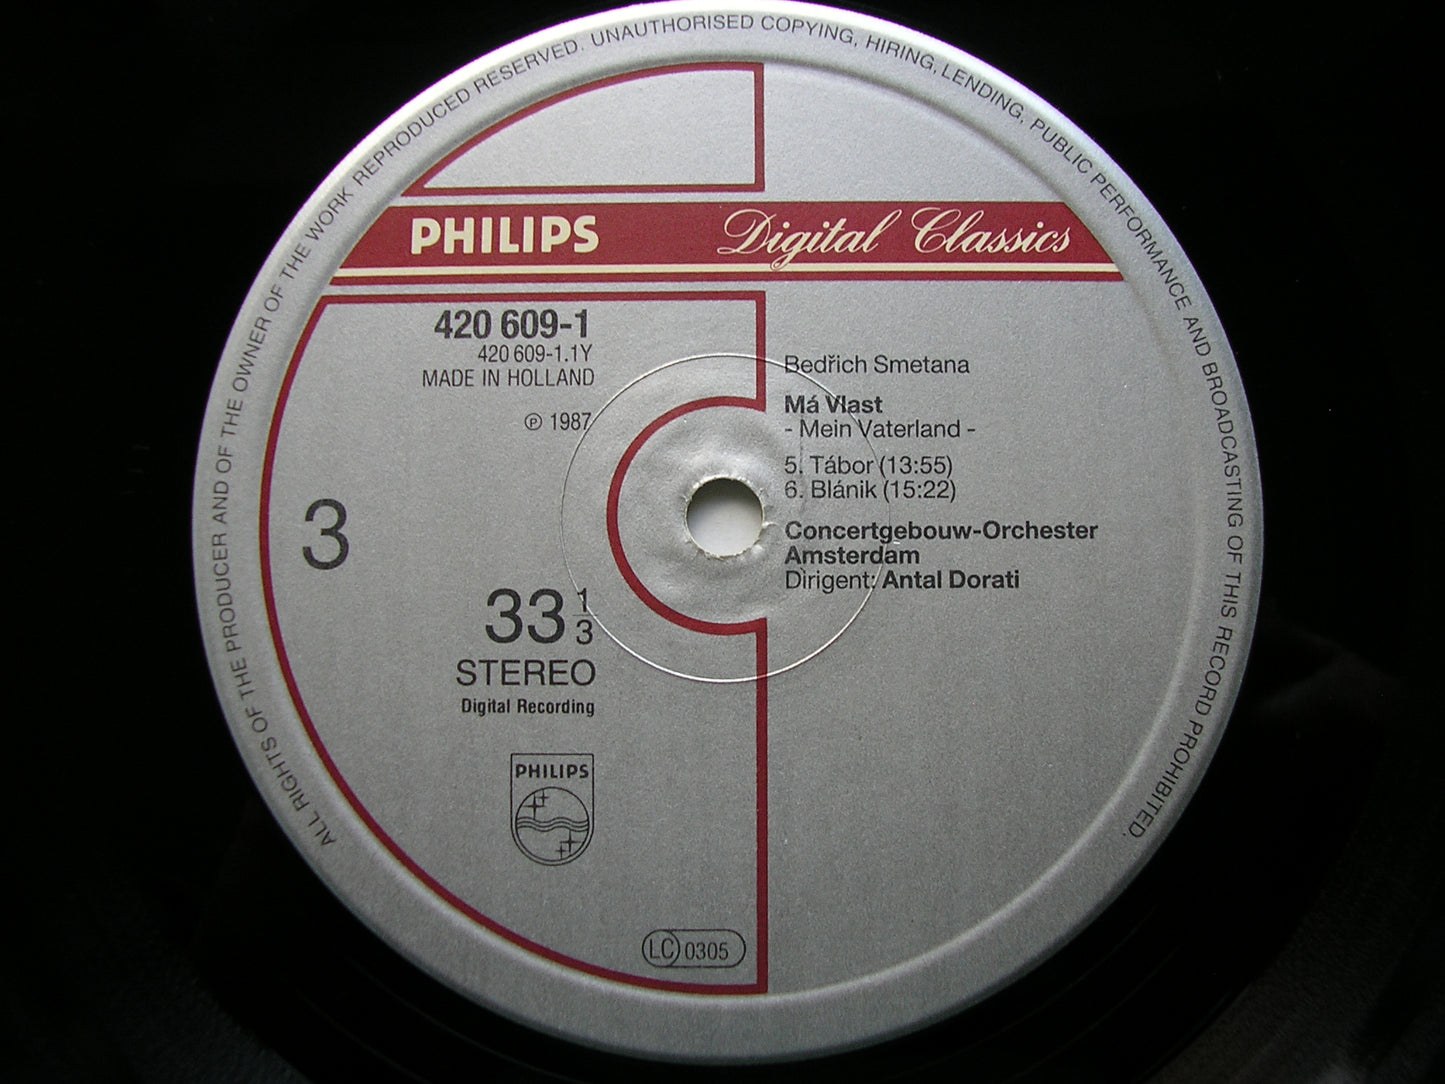 ALL RIGHTS OF THE PRODUCER AND OF THE OWNER OF THE WORK REPRODUCED RESERVED. UNAUTHORISED COPYING, HIRING, LENDING, PUBLIC PERFORMANCE AND BROADCASTING OF THIS RECORD PROHIBITED.
PHILIPS Digital Classics
420 609-1
420 609-1.1Y
MADE IN HOLLAND
℗ 1987
3
33 1/3
STEREO
Digital Recording
PHILIPS
LC 0305
Bedřich Smetana
Má Vlast
- Mein Vaterland -
5. Tábor (13:55)
6. Blánik (15:22)
Concertgebouw-Orchester
Amsterdam
Dirigent: Antal Dorati